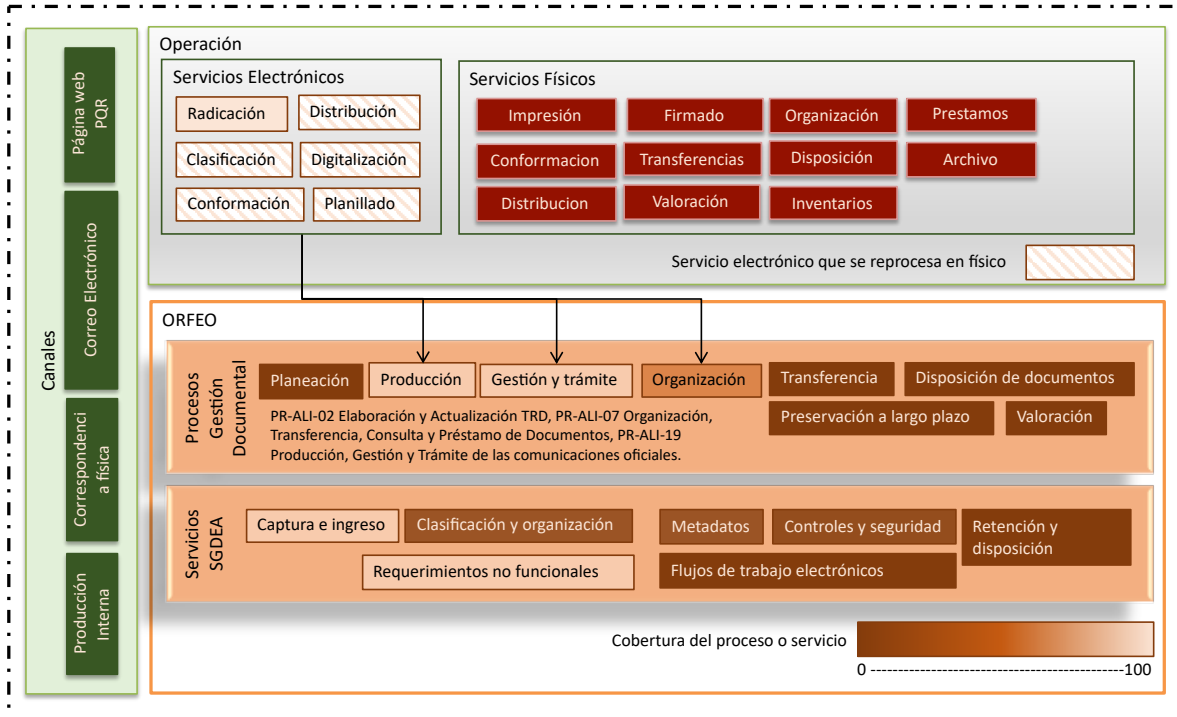 Canales
Página web
PQR
Correo Electrónico
Correspondenci
a física
Producción
Interna
Operación
Servicios Electrónicos
Radicación
Distribución
Clasificación
Digitalización
Conformación
Planillado
Servicios Físicos
Impresión
Firmado
Organización
Prestamos
Conforrmacion
Transferencias
Disposición
Archivo
Distribucion
Valoración
Inventarios
Servicio electrónico que se reprocesa en físico
ORFEO
Procesos
Gestión
Documental
Planeación
Producción
Gestión y trámite
Organización
Transferencia
Disposición de documentos
Preservación a largo plazo
Valoración
PR-ALI-02 Elaboración y Actualización TRD, PR-ALI-07 Organización,
Transferencia, Consulta y Préstamo de Documentos, PR-ALI-19
Producción, Gestión y Trámite de las comunicaciones oficiales.
Servicios
SGDEA
Captura e ingreso
Clasificación y organización
Metadatos
Controles y seguridad
Retención y
disposición
Requerimientos no funcionales
Flujos de trabajo electrónicos
Cobertura del proceso o servicio
0 ------------------------------------------------100